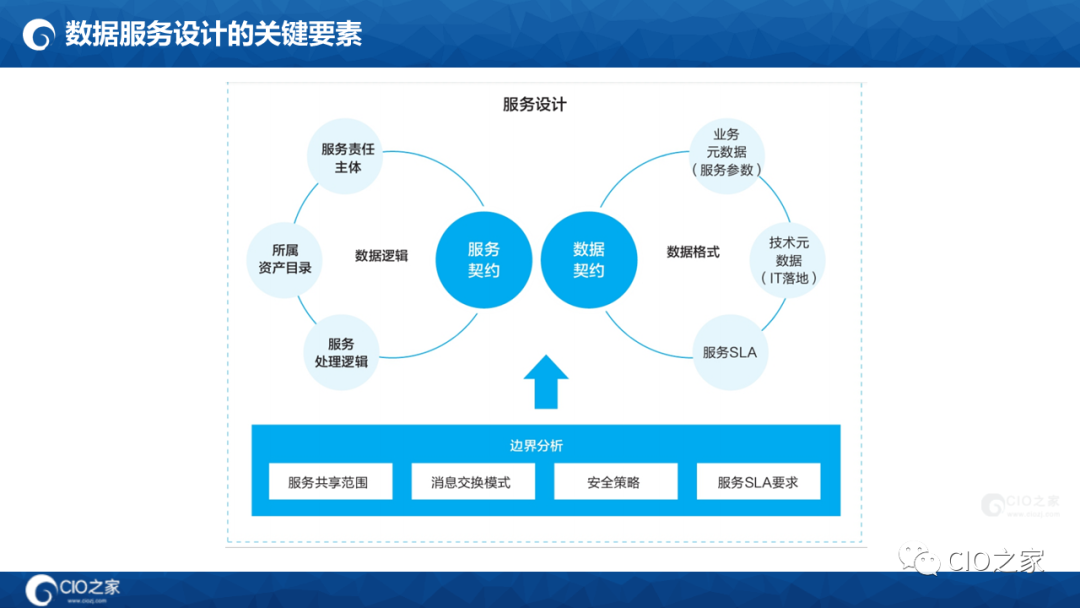 数据服务设计的关键要素
服务设计
服务责任
主体
所属
资产目录
服务
处理逻辑
数据逻辑
服务
契约
数据
契约
数据格式
业务
元数据
（服务参数）
技术元
数据
（IT落地）
服务SLA
边界分析
服务共享范围
消息交换模式
安全策略
服务SLA要求
CIO之家
www.ciozj.com
CIO之家
CIO之家
www.ciozj.com